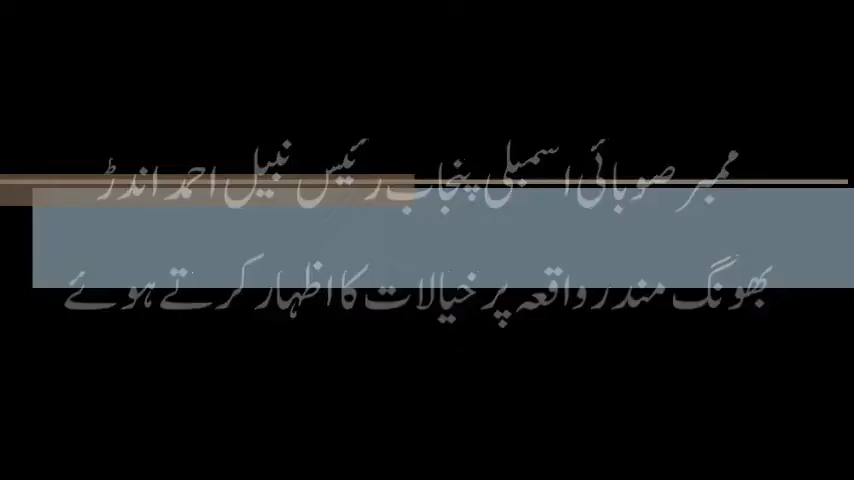 ممبر صوبائی اسمبلی پنجاب رئیس نبیل احمد انڈر
بھونگ مندر واقعہ پر خیالات کا اظہار کرتے ہوئے